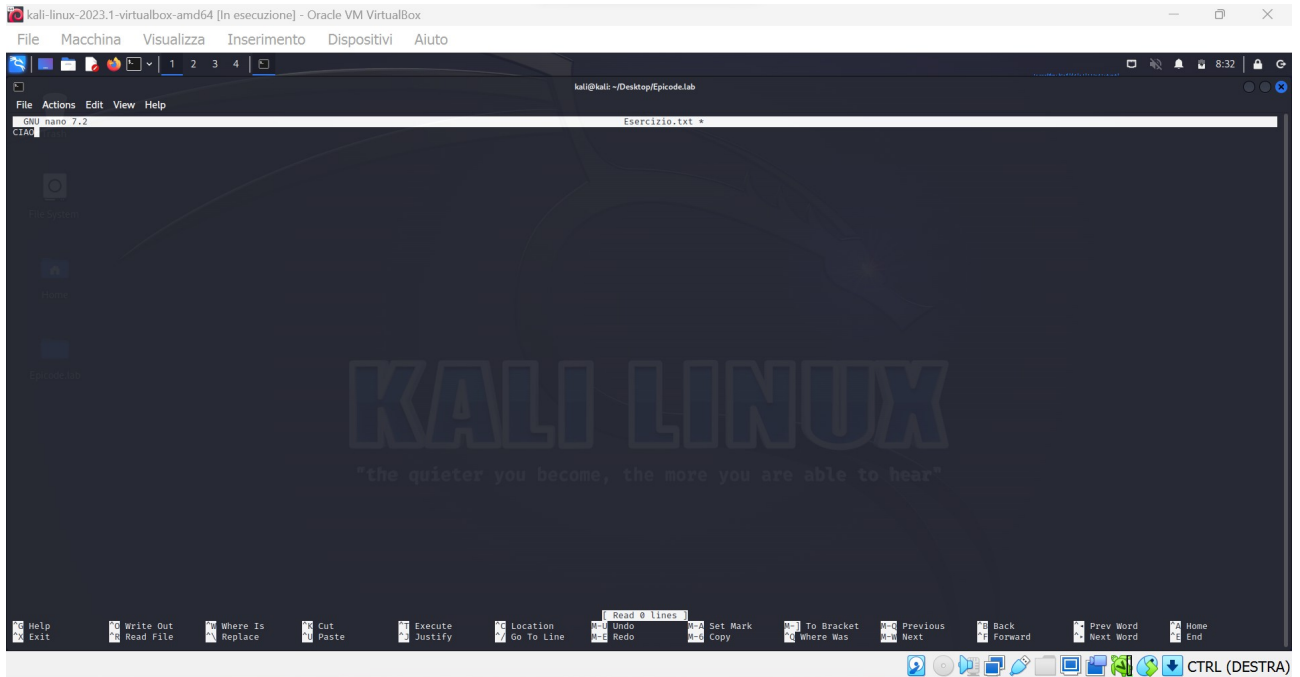 kali-linux-2023.1-virtualbox-amd64 [In esecuzione] - Oracle VM VirtualBox
File Macchina Visualizza Inserimento Dispositivi Aiuto
1 2 3 4 8:32
kali@kali: ~/Desktop/Epicode.lab
File Actions Edit View Help
GNU nano 7.2 Esercizio.txt *
CIAO
Home
KALI LINUX
"the quieter you become, the more you are able to hear"
[ Read 0 lines ]
^G Help ^O Write Out ^W Where Is ^K Cut ^T Execute ^C Location M-U Undo M-A Set Mark M-] To Bracket M-Q Previous ^B Back Prev Word ^A Home
^X Exit ^R Read File ^\ Replace ^U Paste ^J Justify ^/ Go To Line M-E Redo M-6 Copy ^Q Where Was M-W Next ^F Forward Next Word ^E End
CTRL (DESTRA)